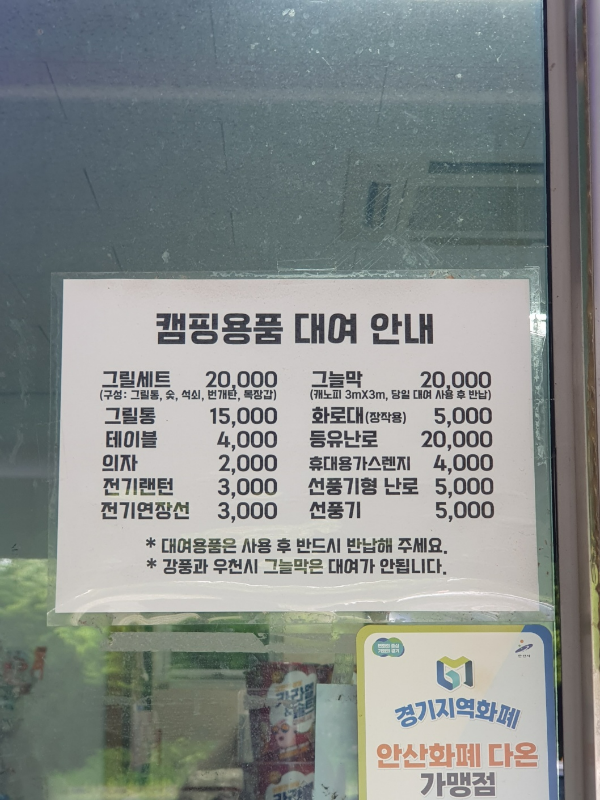 캠핑용품 대여 안내
그릴세트 20,000
(구성: 그릴통, 숯, 석쇠, 번개탄, 목장갑)
그릴통 15,000
테이블 4,000
의자 2,000
전기랜턴 3,000
전기연장선 3,000
그늘막 20,000
(캐노피 3mX3m, 당일 대여 사용 후 반납)
화로대(장작용) 5,000
등유난로 20,000
휴대용가스렌지 4,000
선풍기형 난로 5,000
선풍기 5,000
* 대여용품은 사용 후 반드시 반납해 주세요.
* 강풍과 우천시 그늘막은 대여가 안됩니다.
경기지역화폐
안산화폐 다온
가맹점